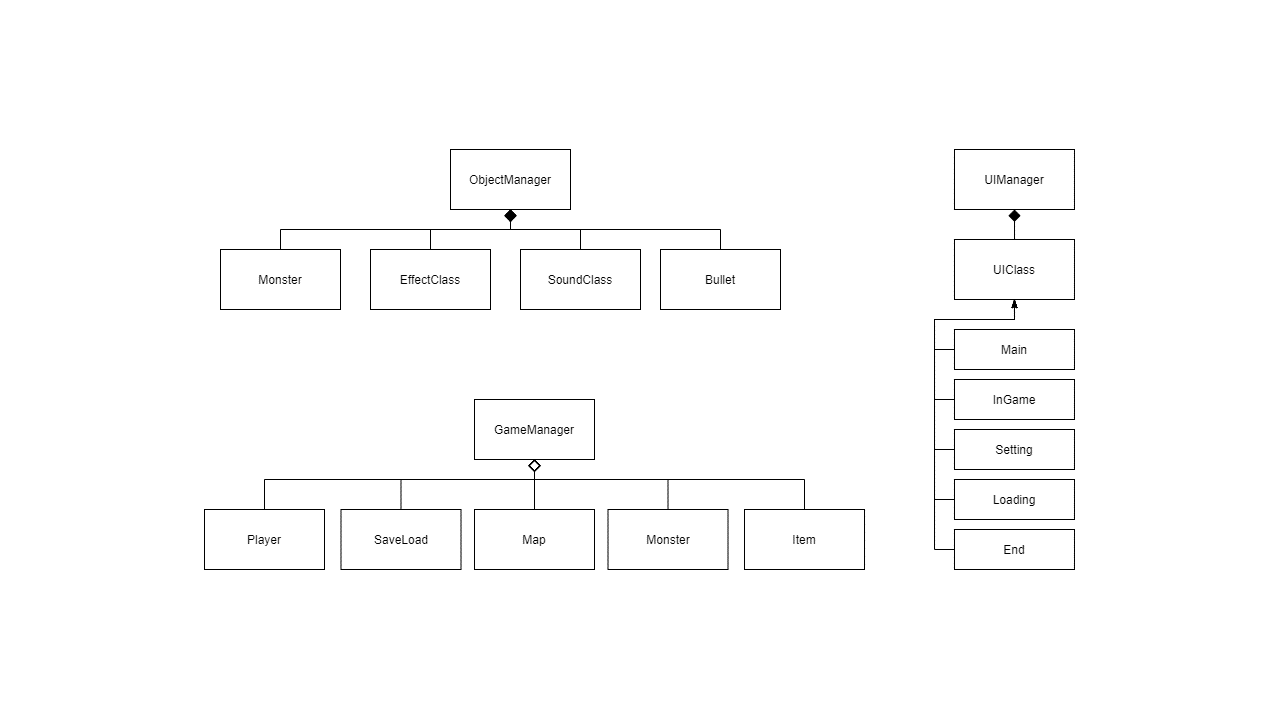 ObjectManager
Monster
EffectClass
SoundClass
Bullet
GameManager
Player
SaveLoad
Map
Monster
Item
UIManager
UIClass
Main
InGame
Setting
Loading
End